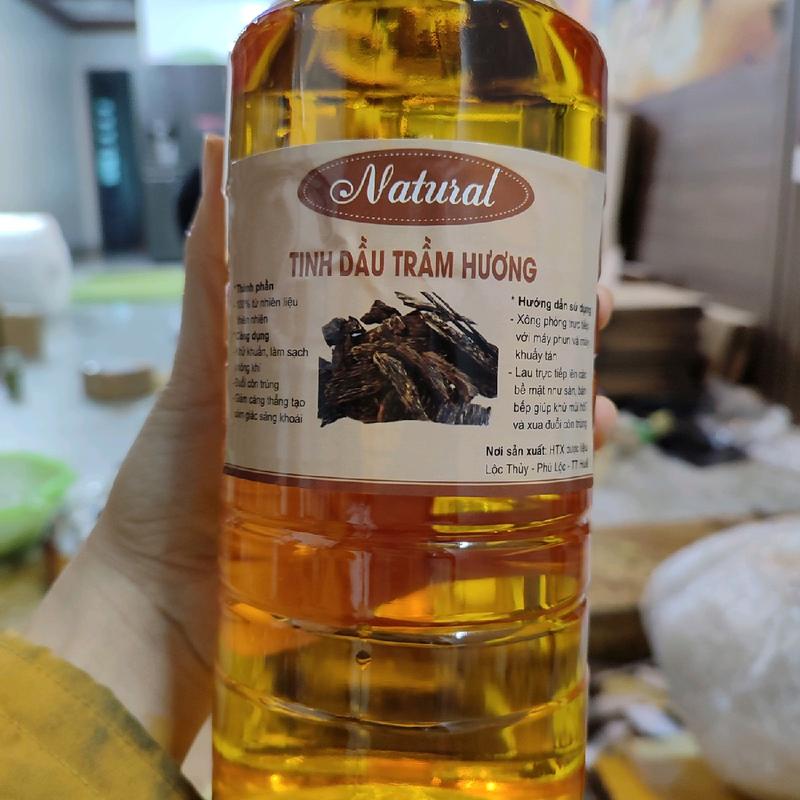 Natural
TINH DẦU TRẦM HƯƠNG
* Thành phần
- 100% từ nhiên liệu
thiên nhiên
* Công dụng
- khử khuẩn, làm sạch
không khí
- Đuổi côn trùng
- Giảm căng thẳng tạo
cảm giác sảng khoái
* Hướng dẫn sử dụng
- Xông phòng trực tiếp
với máy phun và máy
khuấy tán
- Lau trực tiếp lên các
bề mặt như sàn, bàn
bếp giúp khử mùi hôi
và xua đuổi côn trùng
Nơi sản xuất: HTX dược liệu
Lộc Thủy - Phú Lộc - TT Huế